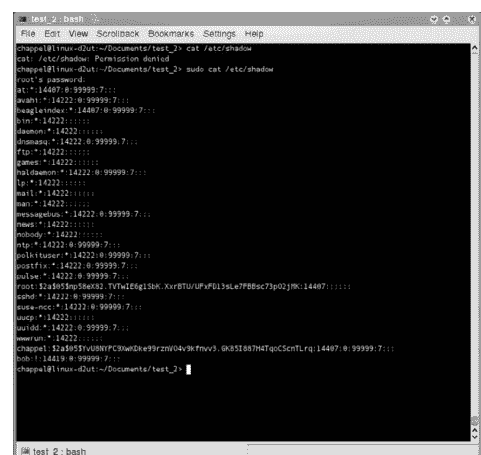 test_2 : bash
File Edit View Scrollback Bookmarks Settings Help
chappel@linux-d2ut:~/Documents/test_2> cat /etc/shadow
cat: /etc/shadow: Permission denied
chappel@linux-d2ut:~/Documents/test_2> sudo cat /etc/shadow
root's password:
at:*:14407:0:99999:7:::
avahi:*:14222:0:99999:7:::
beagleindex:*:14407:0:99999:7:::
bin:*:14222::::::
daemon:*:14222::::::
dnsmasq:*:14222:0:99999:7:::
ftp:*:14222::::::
games:*:14222::::::
haldaemon:*:14222:0:99999:7:::
lp:*:14222::::::
mail:*:14222::::::
man:*:14222::::::
messagebus:*:14222:0:99999:7:::
news:*:14222::::::
nobody:*:14222::::::
ntp:*:14222:0:99999:7:::
polkituser:*:14222:0:99999:7:::
postfix:*:14222:0:99999:7:::
pulse:*:14222:0:99999:7:::
sshd:*:14222:0:99999:7:::
suse-ncc:*:14222:0:99999:7:::
uucp:*:14222::::::
uuidd:*:14222:0:99999:7:::
wwwrun:*:14222::::::
bob:!:14419:0:99999:7:::
chappel@linux-d2ut:~/Documents/test_2>
test_2 : bash